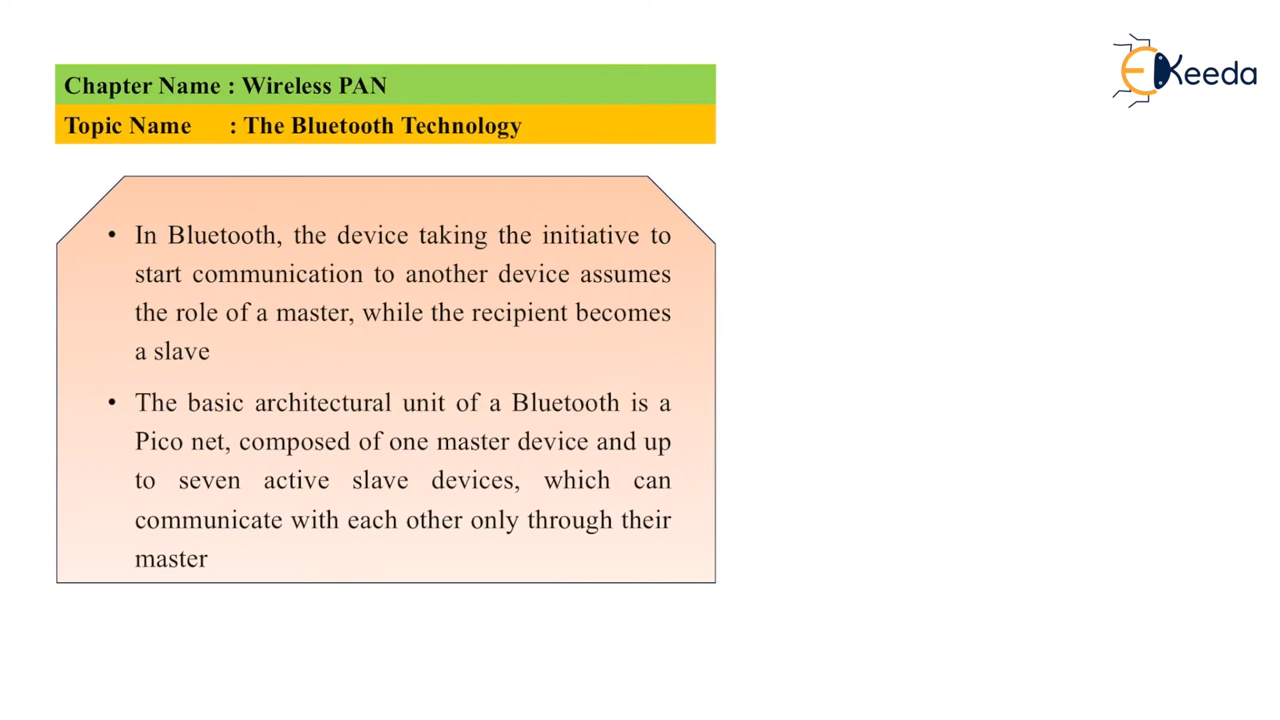 EKeeda
Chapter Name : Wireless PAN
Topic Name : The Bluetooth Technology
• In Bluetooth, the device taking the initiative to
start communication to another device assumes
the role of a master, while the recipient becomes
a slave
• The basic architectural unit of a Bluetooth is a
Pico net, composed of one master device and up
to seven active slave devices, which can
communicate with each other only through their
master